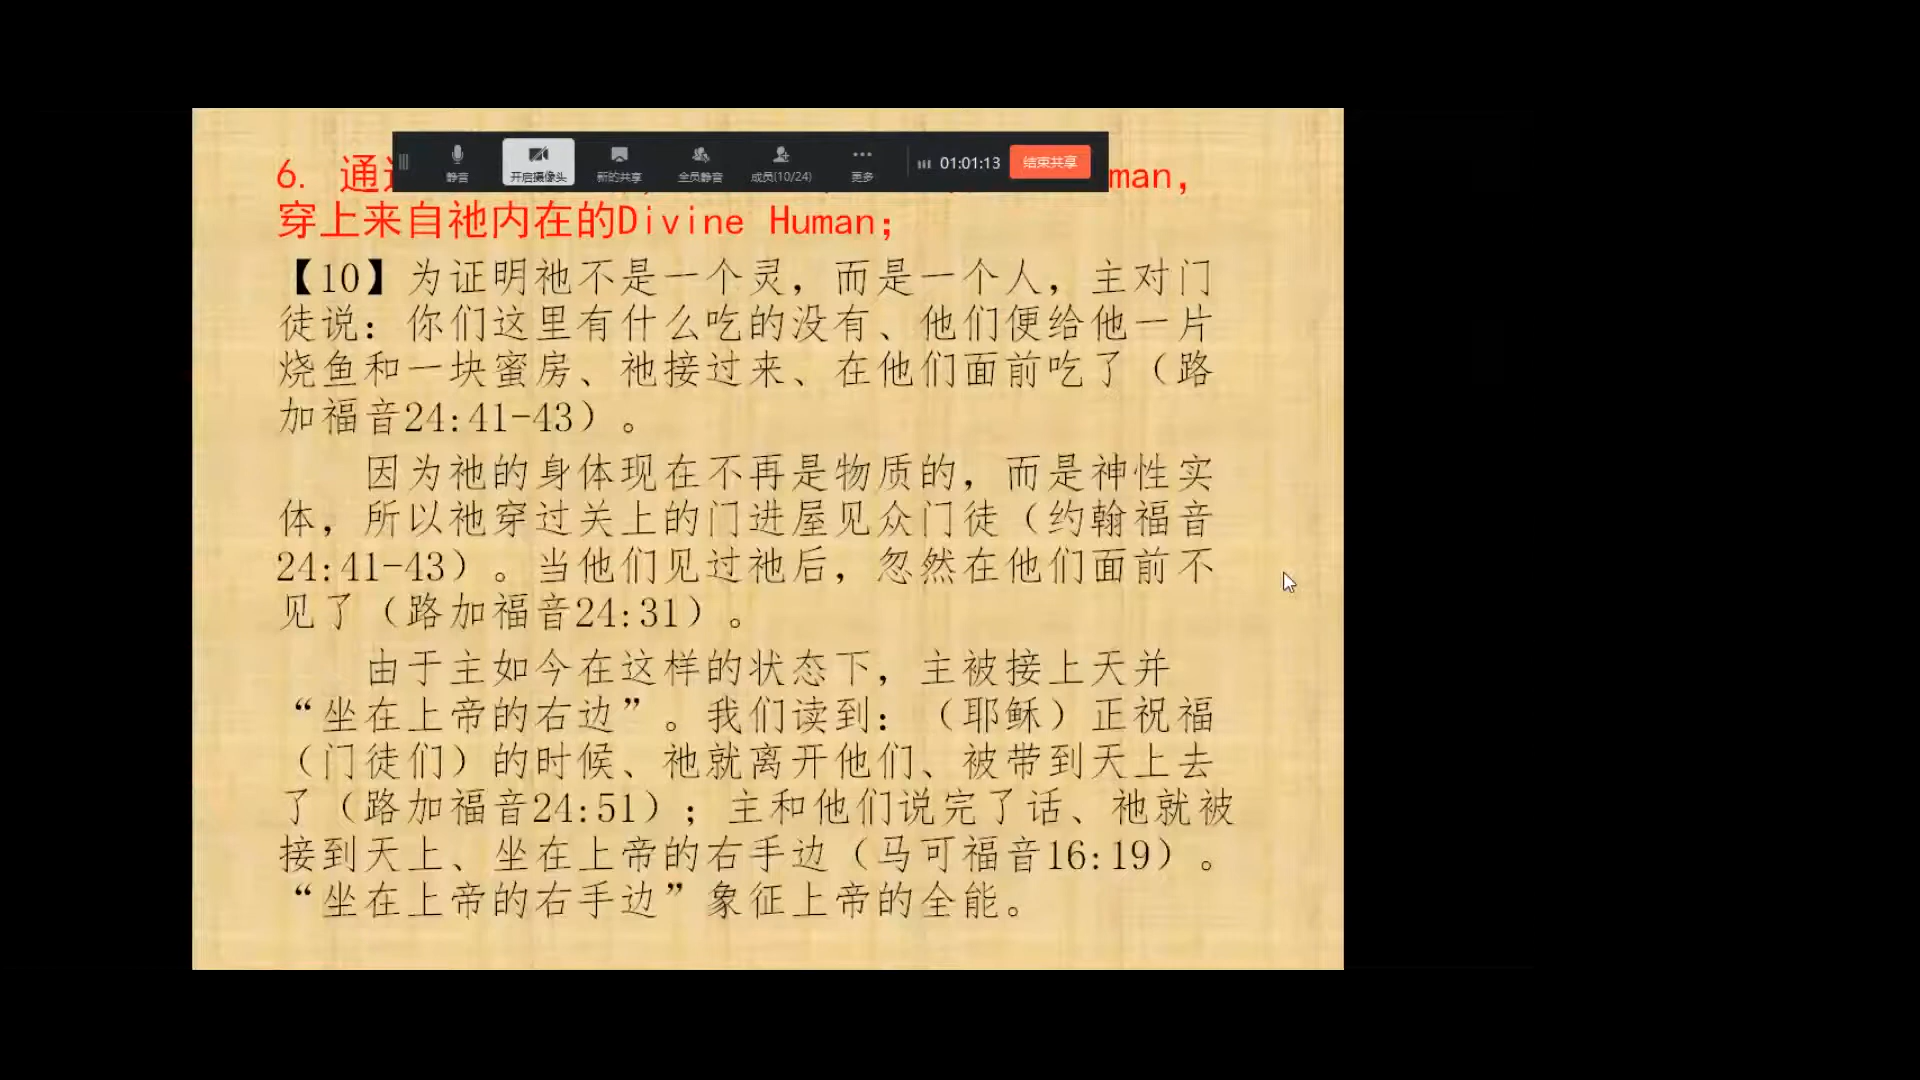 静音
开启摄像头
新的共享
全员静音
成员(10/24)
更多
01:01:13
结束共享
6. 通 man,
穿上来自祂内在的Divine Human;
【10】为证明祂不是一个灵，而是一个人，主对门
徒说：你们这里有什么吃的没有、他们便给他一片
烧鱼和一块蜜房、祂接过来、在他们面前吃了（路
加福音24:41-43）。
因为祂的身体现在不再是物质的，而是神性实
体，所以祂穿过关上的门进屋见众门徒（约翰福音
24:41-43）。当他们见过祂后，忽然在他们面前不
见了（路加福音24:31）。
由于主如今在这样的状态下，主被接上天并
“坐在上帝的右边”。我们读到：（耶稣）正祝福
（门徒们）的时候、祂就离开他们、被带到天上去
了（路加福音24:51）；主和他们说完了话、祂就被
接到天上、坐在上帝的右手边（马可福音16:19）。
“坐在上帝的右手边”象征上帝的全能。